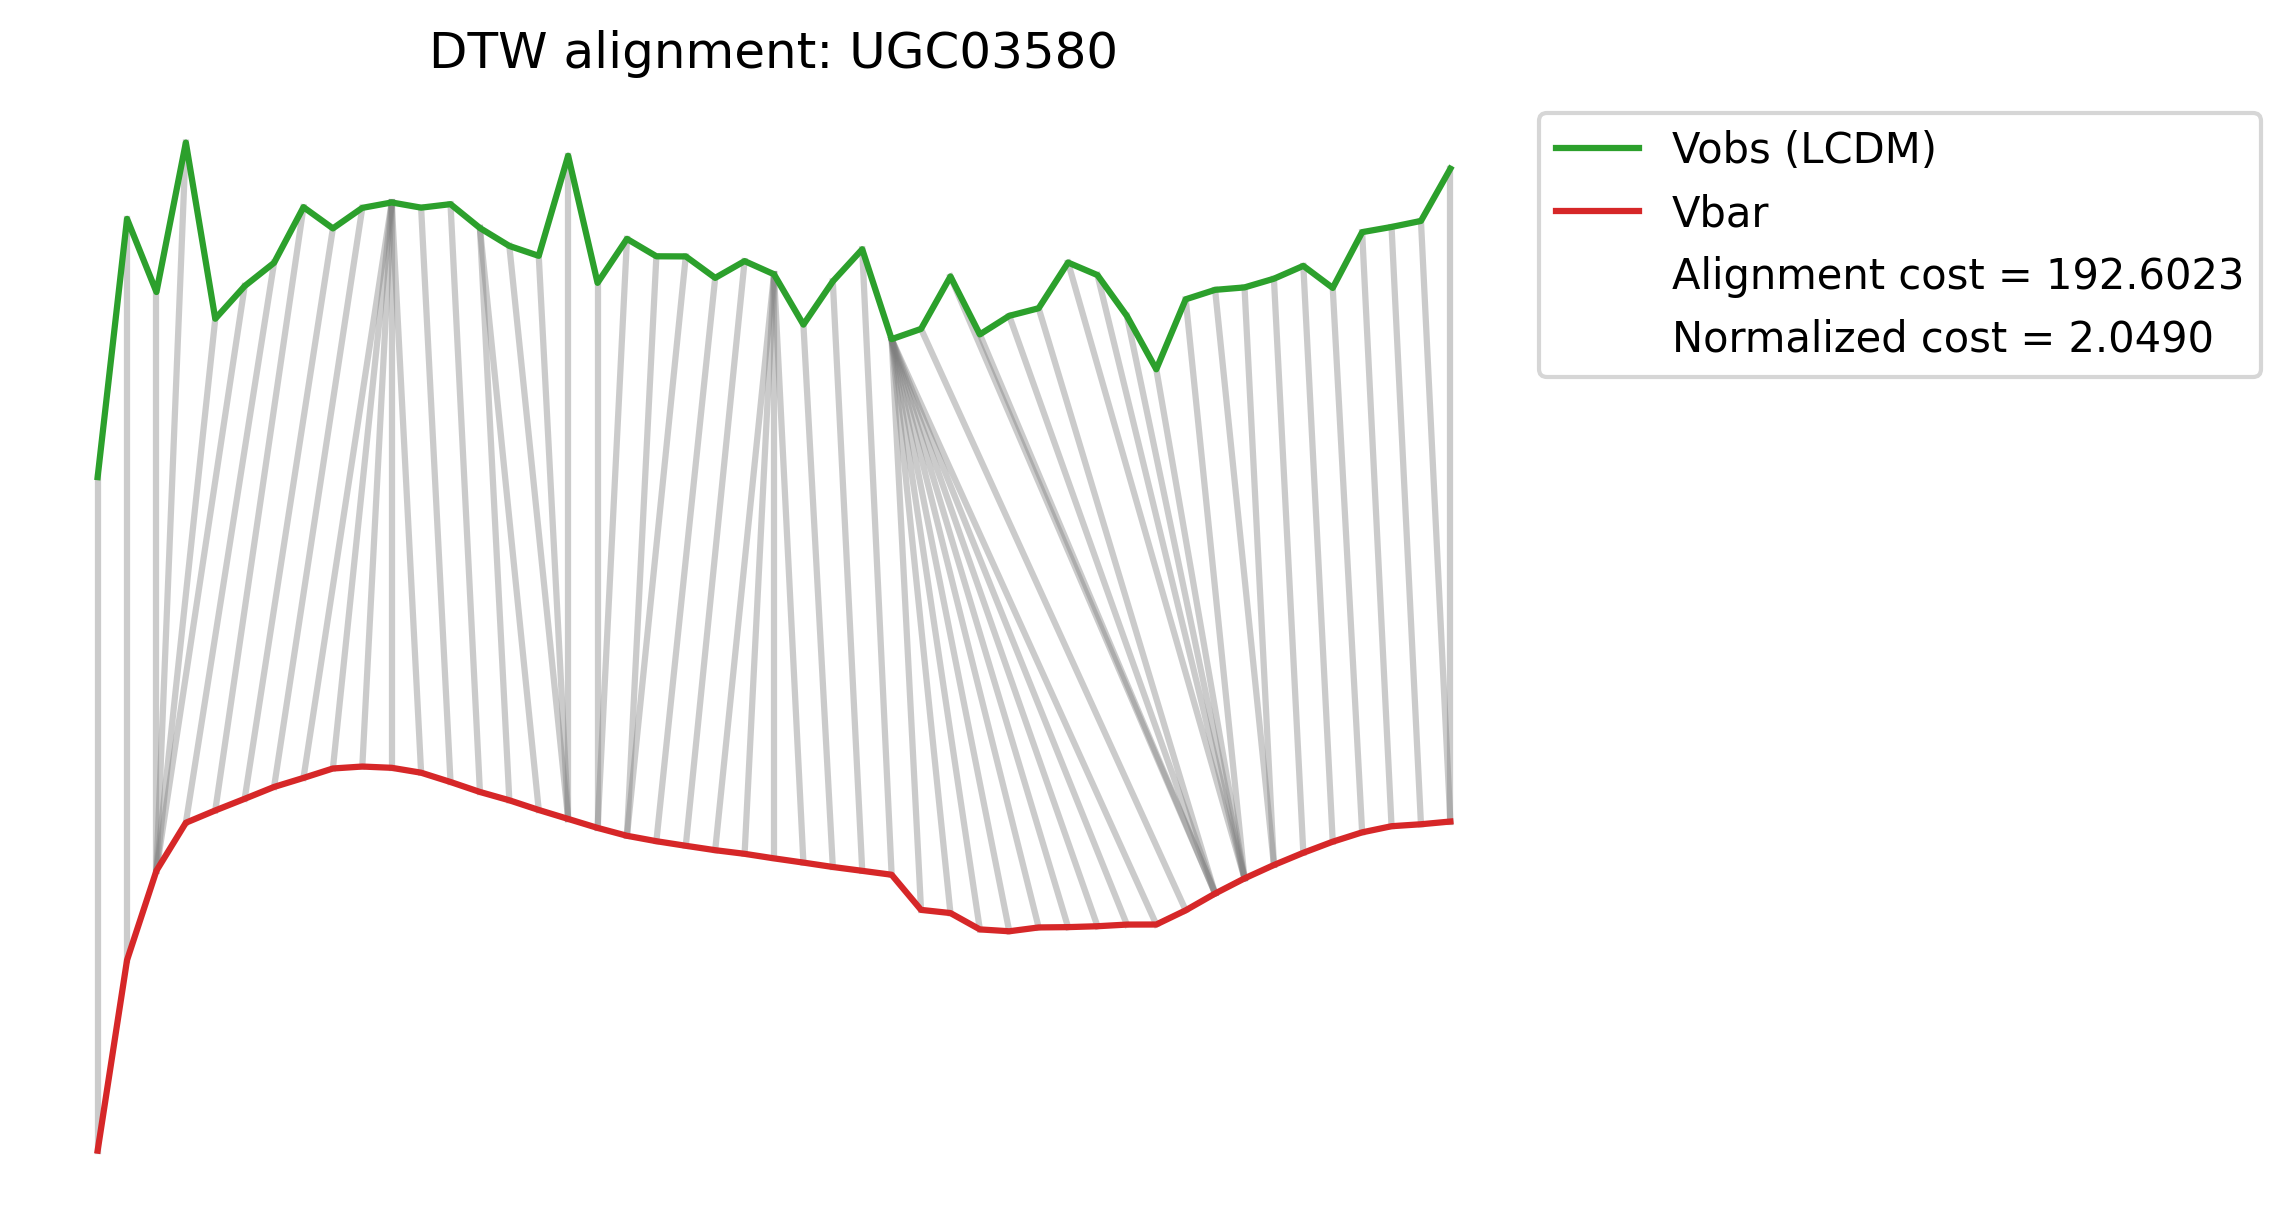 DTW alignment: UGC03580
Vobs (LCDM)
Vbar
Alignment cost = 192.6023
Normalized cost = 2.0490